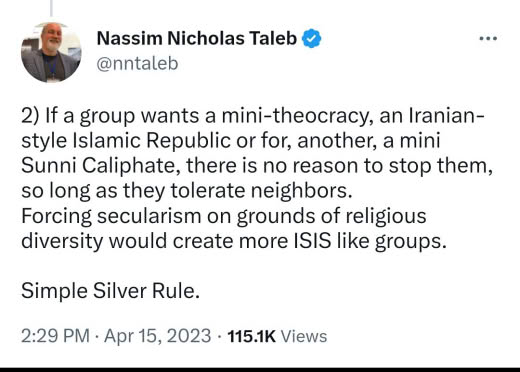 Nassim Nicholas Taleb
@nntaleb
2) If a group wants a mini-theocracy, an Iranian-
style Islamic Republic or for, another, a mini
Sunni Caliphate, there is no reason to stop them,
so long as they tolerate neighbors.
Forcing secularism on grounds of religious
diversity would create more ISIS like groups.
Simple Silver Rule.
2:29 PM · Apr 15, 2023 · 115.1K Views